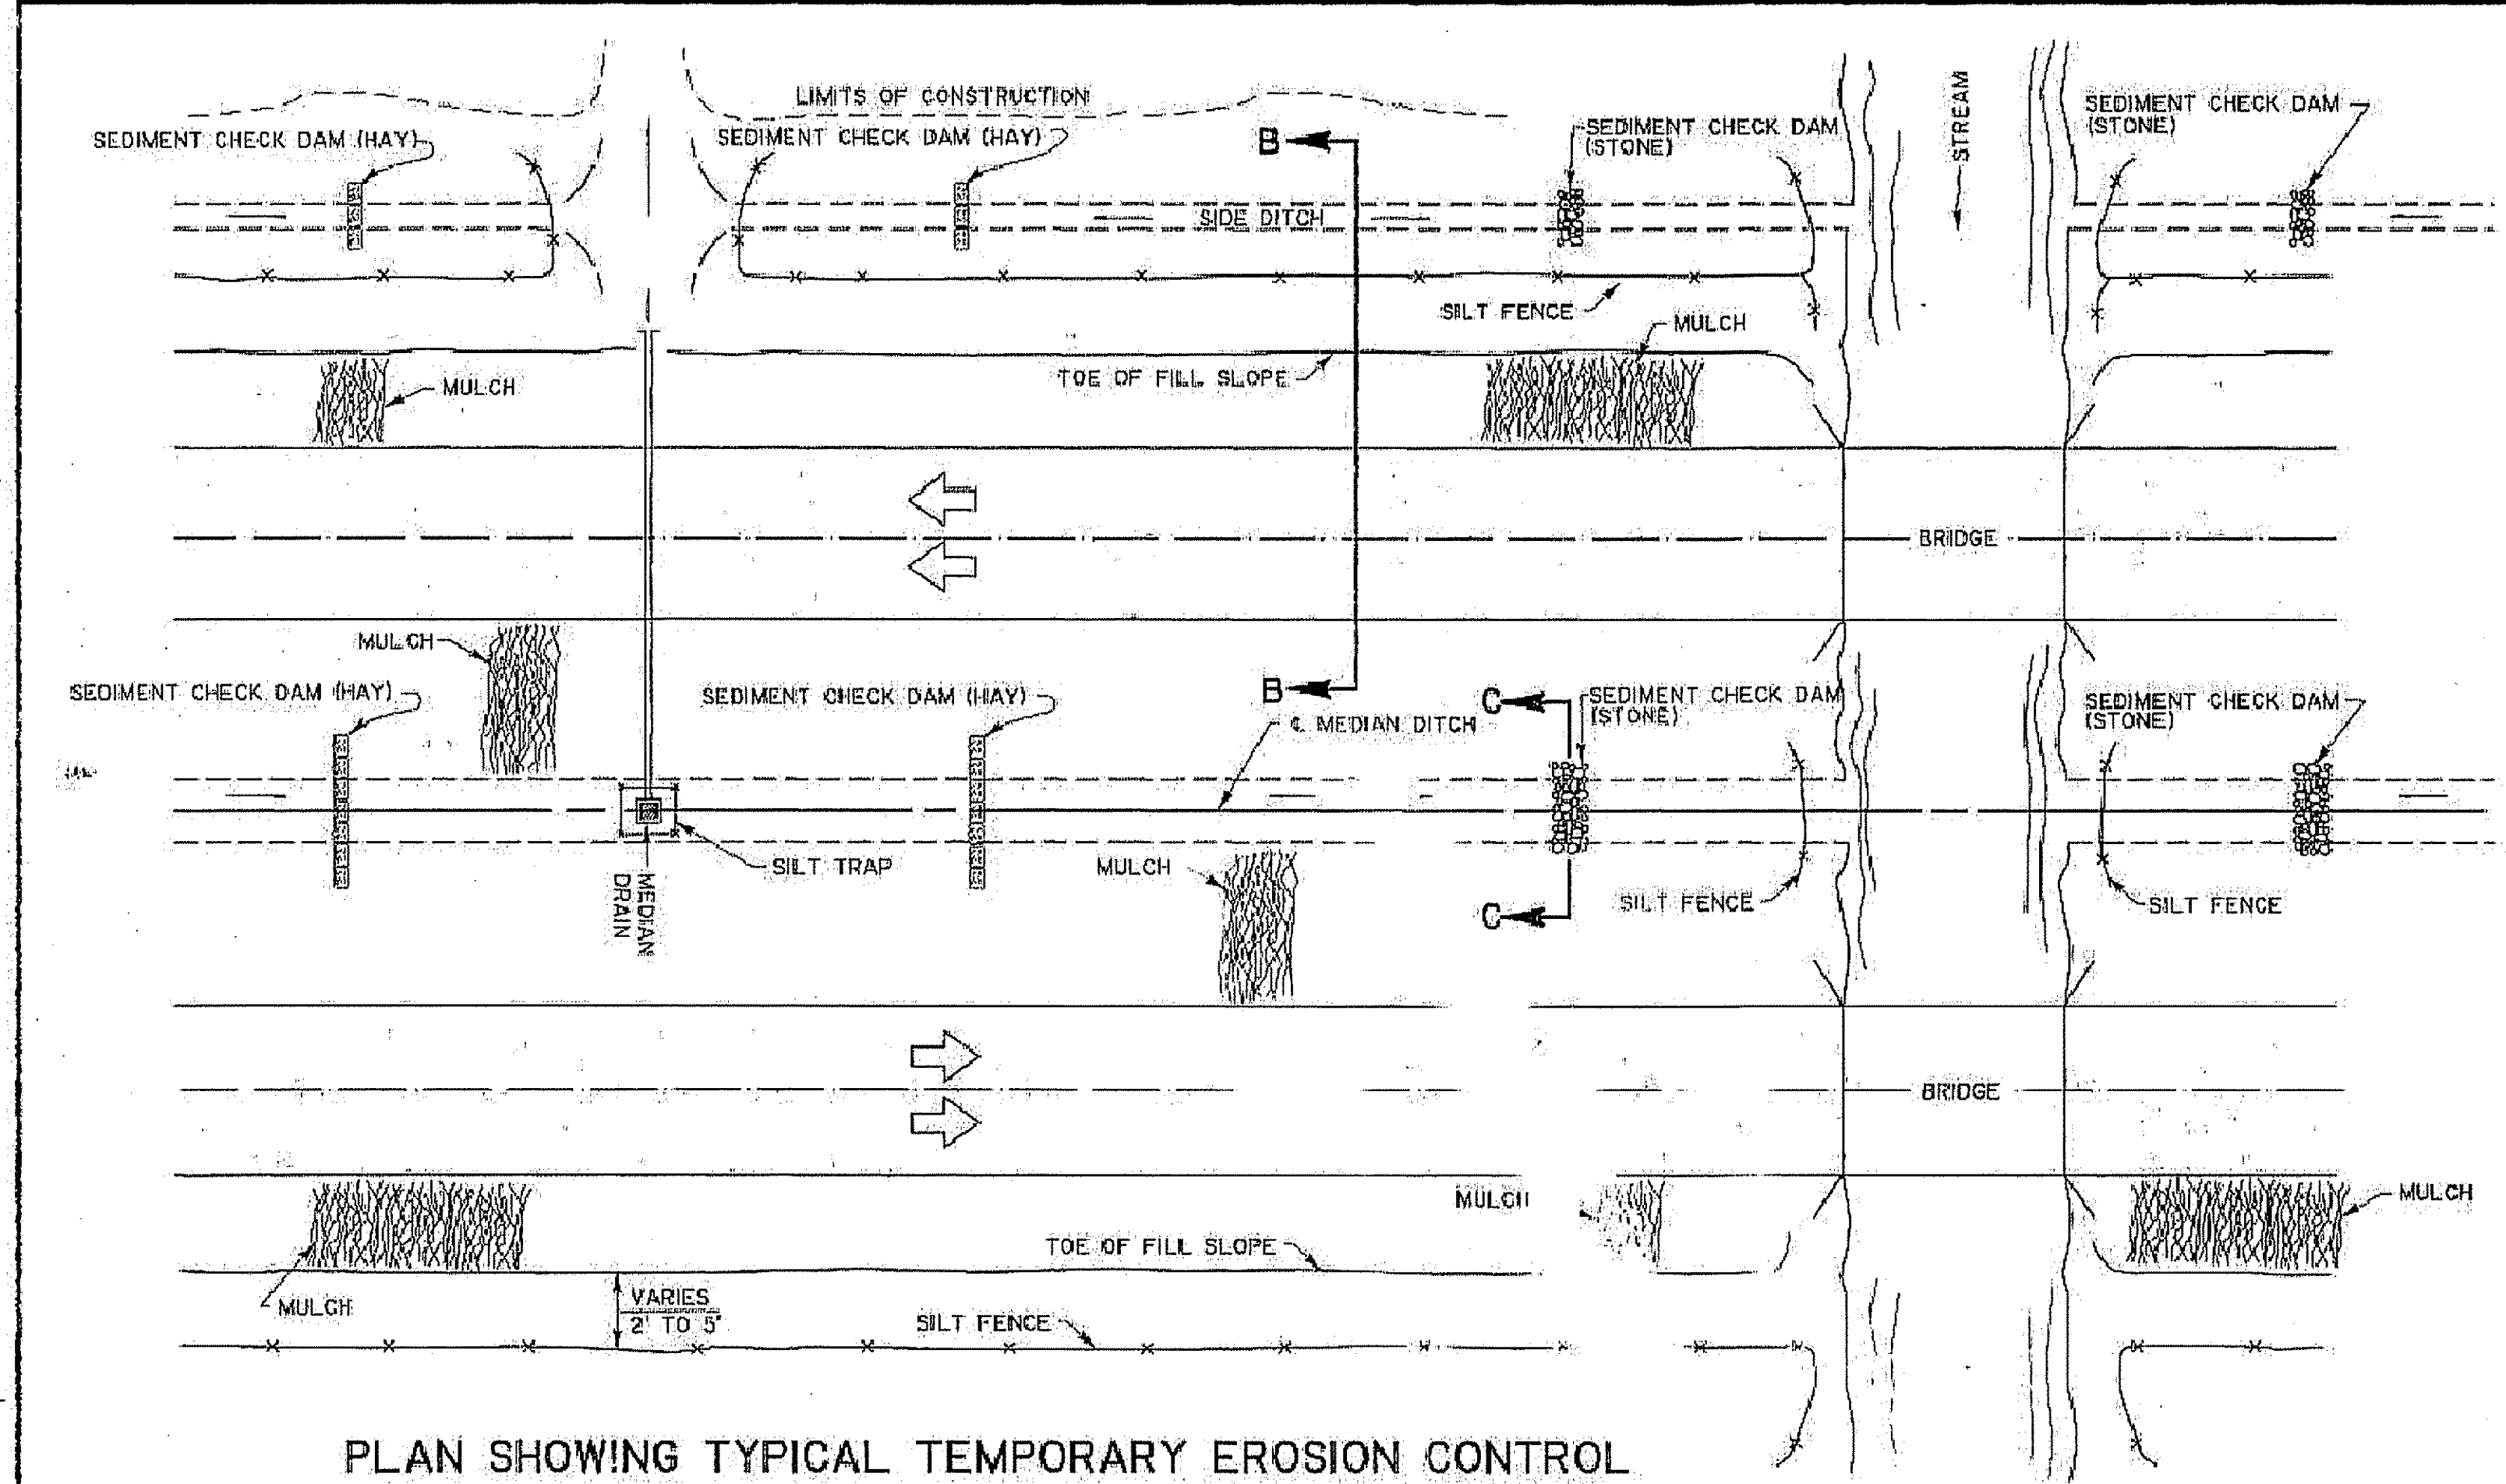 LIMITS OF CONSTRUCTION
SEDIMENT CHECK DAM (HAY)
SEDIMENT CHECK DAM (HAY)
B
SEDIMENT CHECK DAM
(STONE)
STREAM
SEDIMENT CHECK DAM
(STONE)
SIDE DITCH
SILT FENCE
MULCH
TOE OF FILL SLOPE
MULCH
BRIDGE
MULCH
SEDIMENT CHECK DAM (HAY)
SEDIMENT CHECK DAM (HAY)
B
℄ MEDIAN DITCH
C
SEDIMENT CHECK DAM
(STONE)
SEDIMENT CHECK DAM
(STONE)
SILT TRAP
MEDIAN
DRAIN
MULCH
C
SILT FENCE
SILT FENCE
BRIDGE
MULCH
MULCH
TOE OF FILL SLOPE
MULCH
VARIES
2' TO 5'
SILT FENCE
PLAN SHOWING TYPICAL TEMPORARY EROSION CONTROL